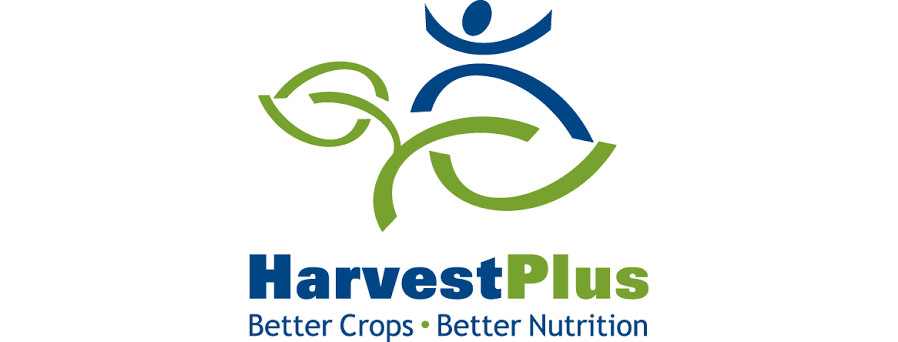 HarvestPlus
Better Crops • Better Nutrition